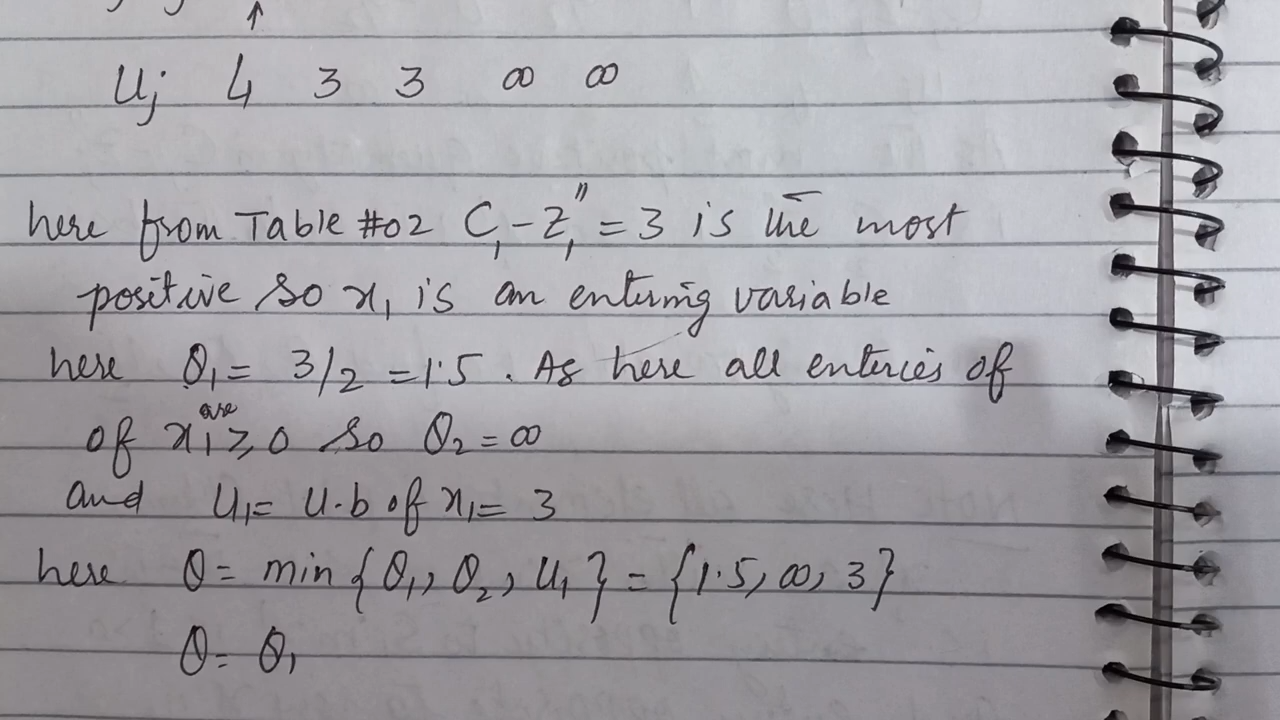 Uj 4 3 3 ∞ ∞
here from Table #02 C₁-Z₁" = 3 is the most
positive so x₁ is an entering variable
here θ₁ = 3/2 = 1.5 . As here all enteries of
of x₁ are ≥ 0 so θ₂ = ∞
and U₁ = U.b of x₁ = 3
here θ = min {θ₁, θ₂, U₁} = {1.5, ∞, 3}
θ = θ₁